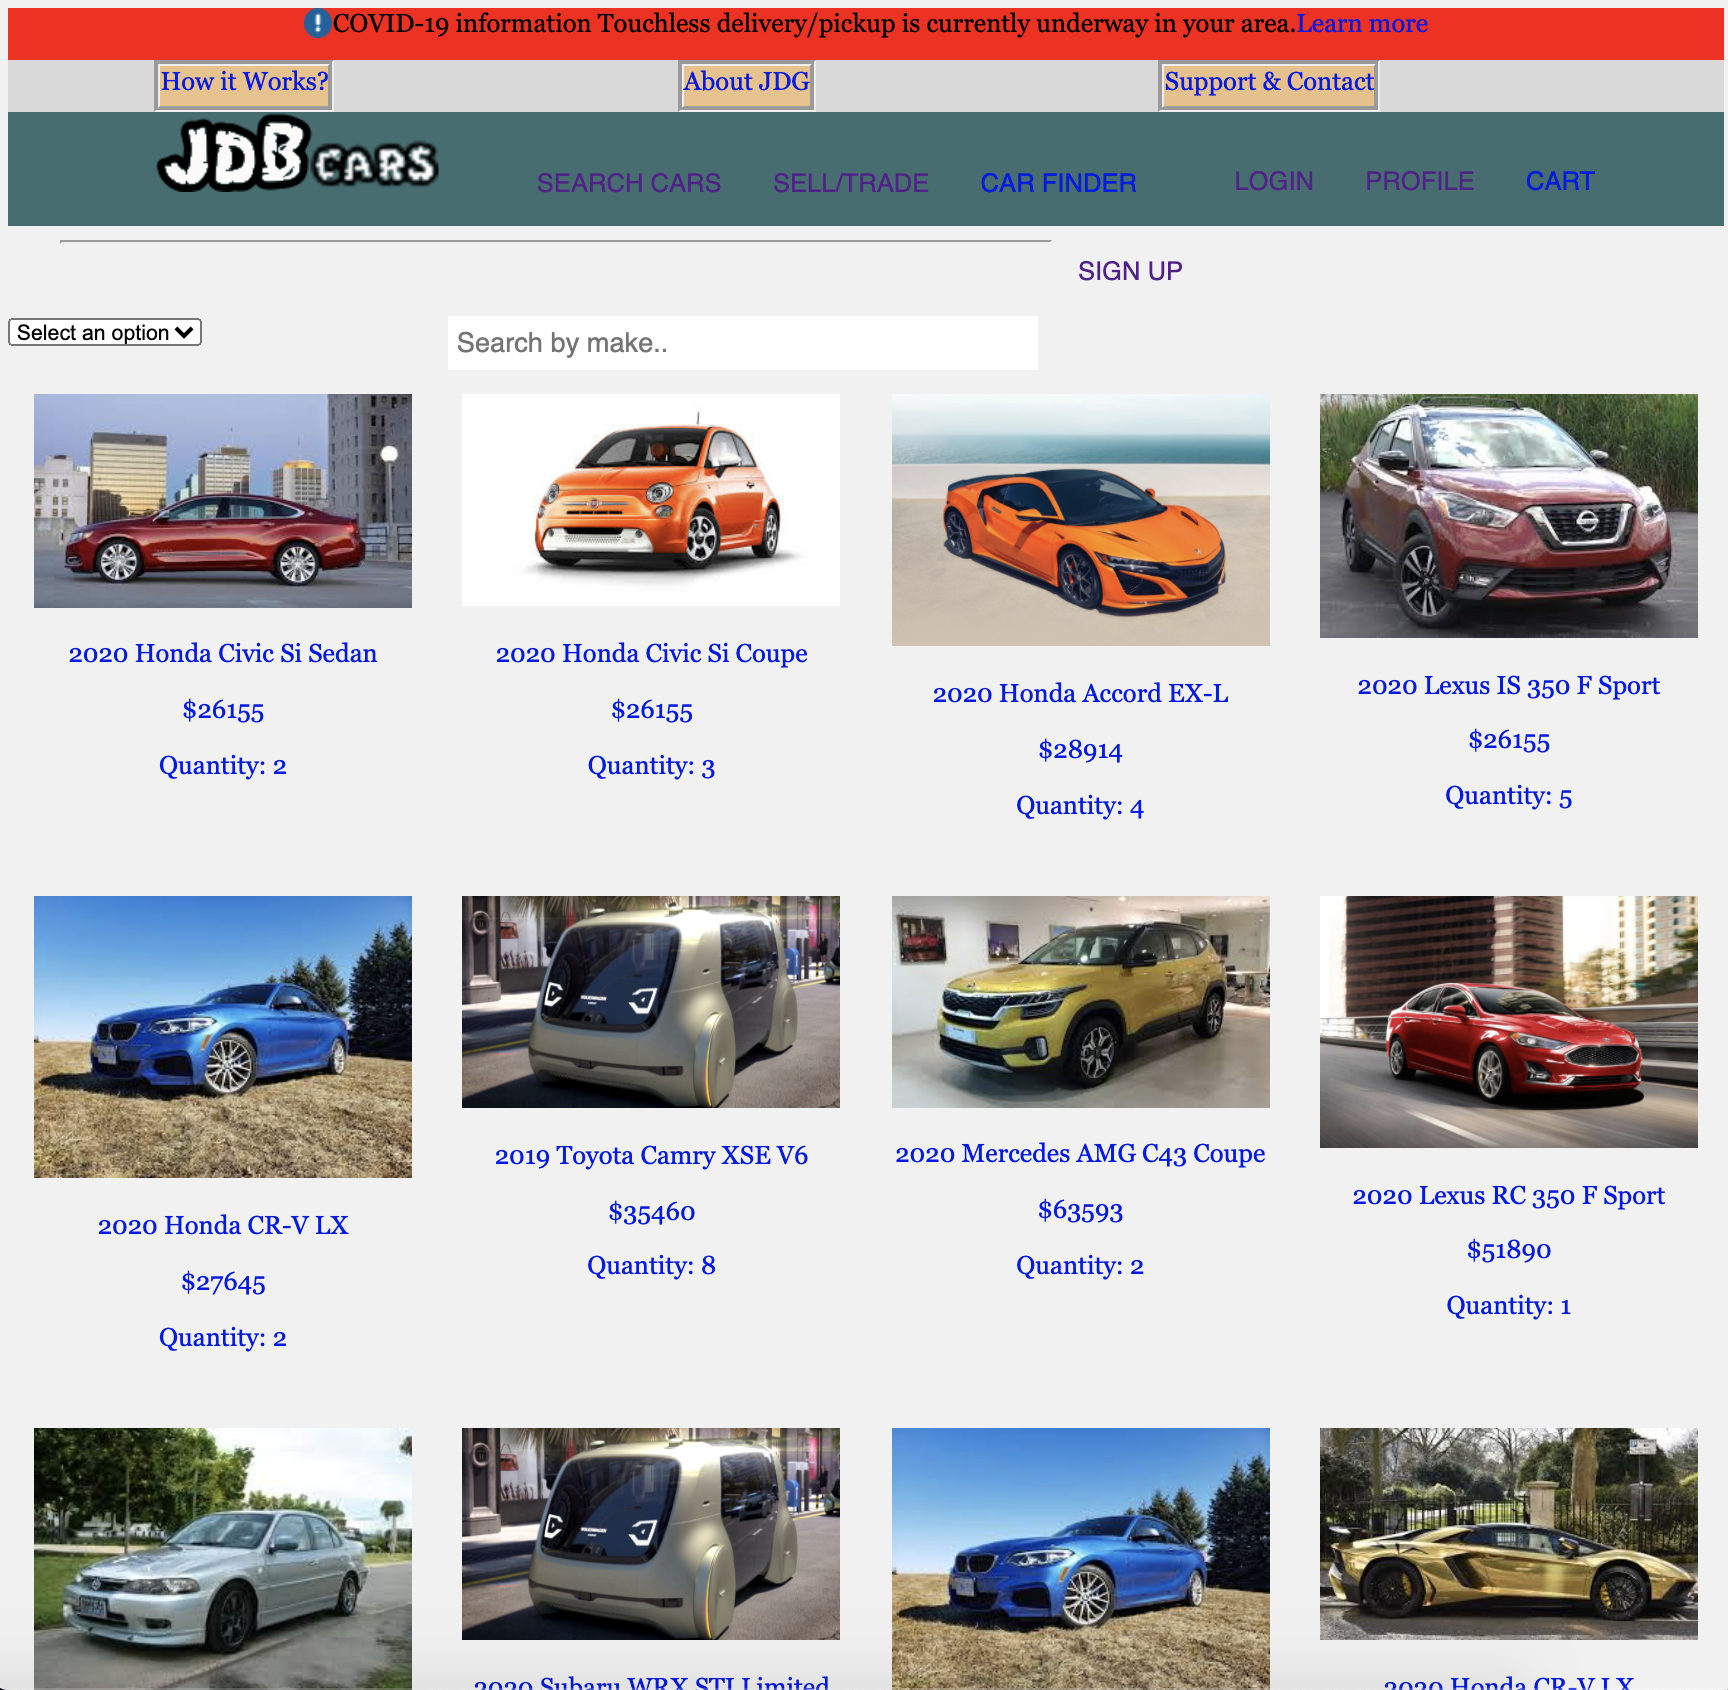 COVID-19 information Touchless delivery/pickup is currently underway in your area.Learn more
How it Works? About JDG Support & Contact
JDB CARS
SEARCH CARS SELL/TRADE CAR FINDER LOGIN PROFILE CART
SIGN UP
Select an option
Search by make..
2020 Honda Civic Si Sedan
$26155
Quantity: 2
2020 Honda Civic Si Coupe
$26155
Quantity: 3
2020 Honda Accord EX-L
$28914
Quantity: 4
2020 Lexus IS 350 F Sport
$26155
Quantity: 5
2020 Honda CR-V LX
$27645
Quantity: 2
2019 Toyota Camry XSE V6
$35460
Quantity: 8
2020 Mercedes AMG C43 Coupe
$63593
Quantity: 2
2020 Lexus RC 350 F Sport
$51890
Quantity: 1
2020 Subaru WRX STI Limited
2020 Honda CR-V LX